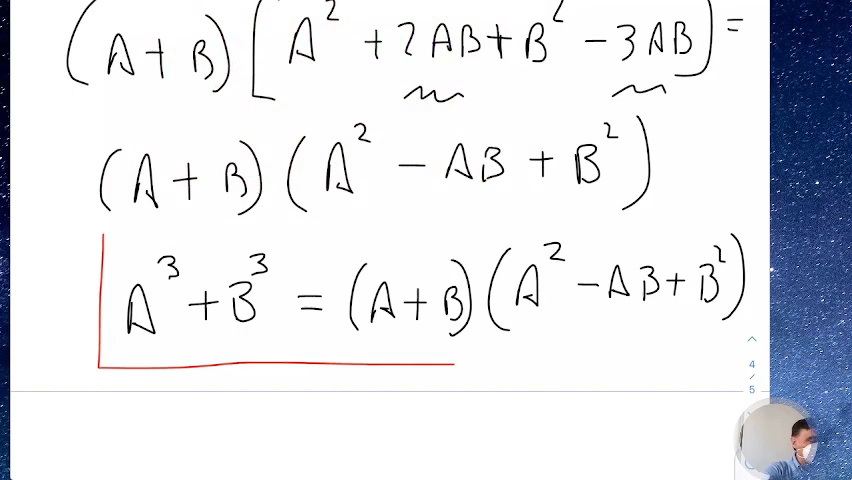 (A+B)[A² +2AB+B² -3AB]=
(A+B)(A² -AB+B²)
A³+B³ = (A+B)(A² -AB+B²)
4
/
5